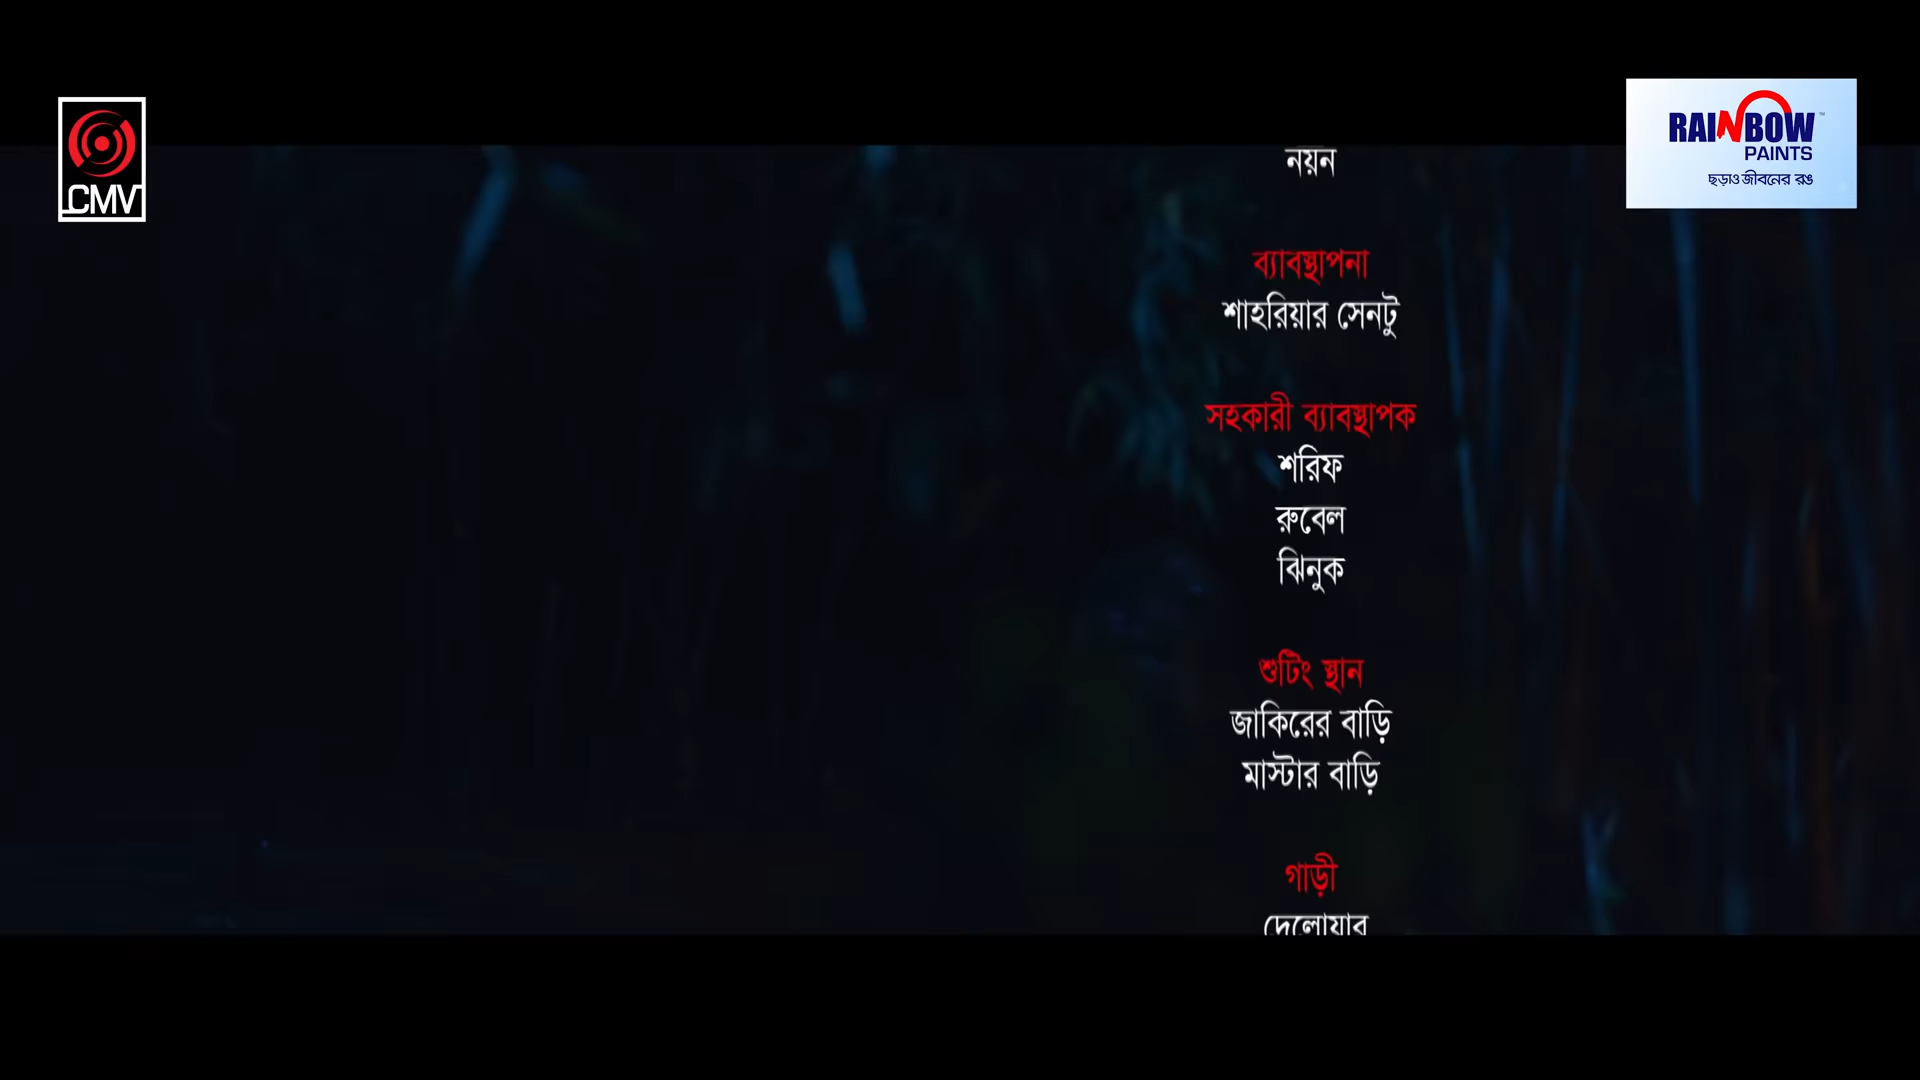 CMV
RAINBOW
PAINTS
ছড়াও জীবনের রঙ
নয়ন
ব্যাবস্থাপনা
শাহরিয়ার সেনটু
সহকারী ব্যাবস্থাপক
শরিফ
রুবেল
ঝিনুক
শুটিং স্থান
জাকিরের বাড়ি
মাস্টার বাড়ি
গাড়ী
দেলোয়ার